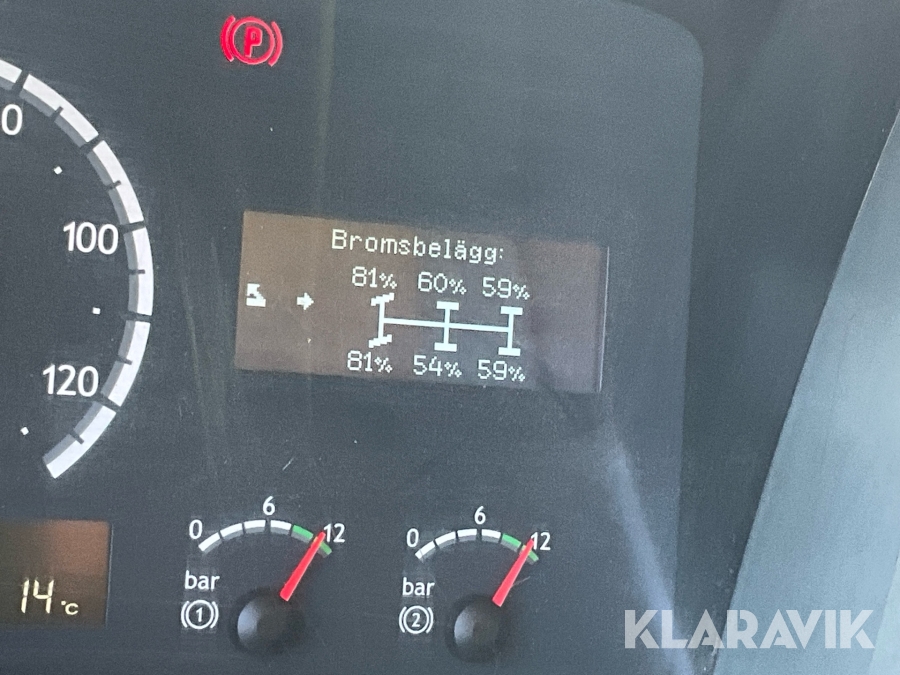 P
0
100
120
Bromsbelägg:
81% 60% 59%
81% 54% 59%
0 6 12
bar
1
0 6 12
bar
2
14°C
KLARAVIK